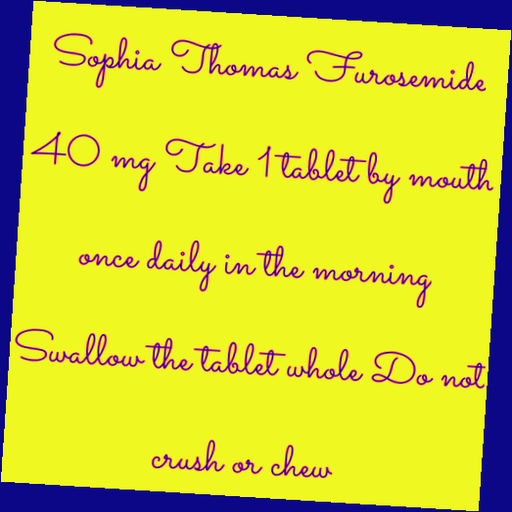 Sophia Thomas Furosemide
40 mg Take 1 tablet by mouth
once daily in the morning
Swallow the tablet whole Do not
crush or chew